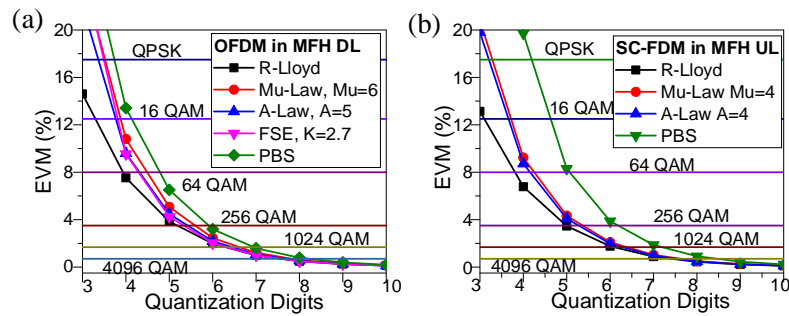 (a)
20
16
12
8
4
0
EVM (%)
OFDM in MFH DL
R-Lloyd
Mu-Law, Mu=6
A-Law, A=5
FSE, K=2.7
PBS
QPSK
16 QAM
64 QAM
256 QAM
1024 QAM
4096 QAM
3 4 5 6 7 8 9 10
Quantization Digits
(b)
20
16
12
8
4
0
EVM (%)
SC-FDM in MFH UL
R-Lloyd
Mu-Law Mu=4
A-Law A=4
PBS
QPSK
16 QAM
64 QAM
256 QAM
1024 QAM
4096 QAM
3 4 5 6 7 8 9 10
Quantization Digits